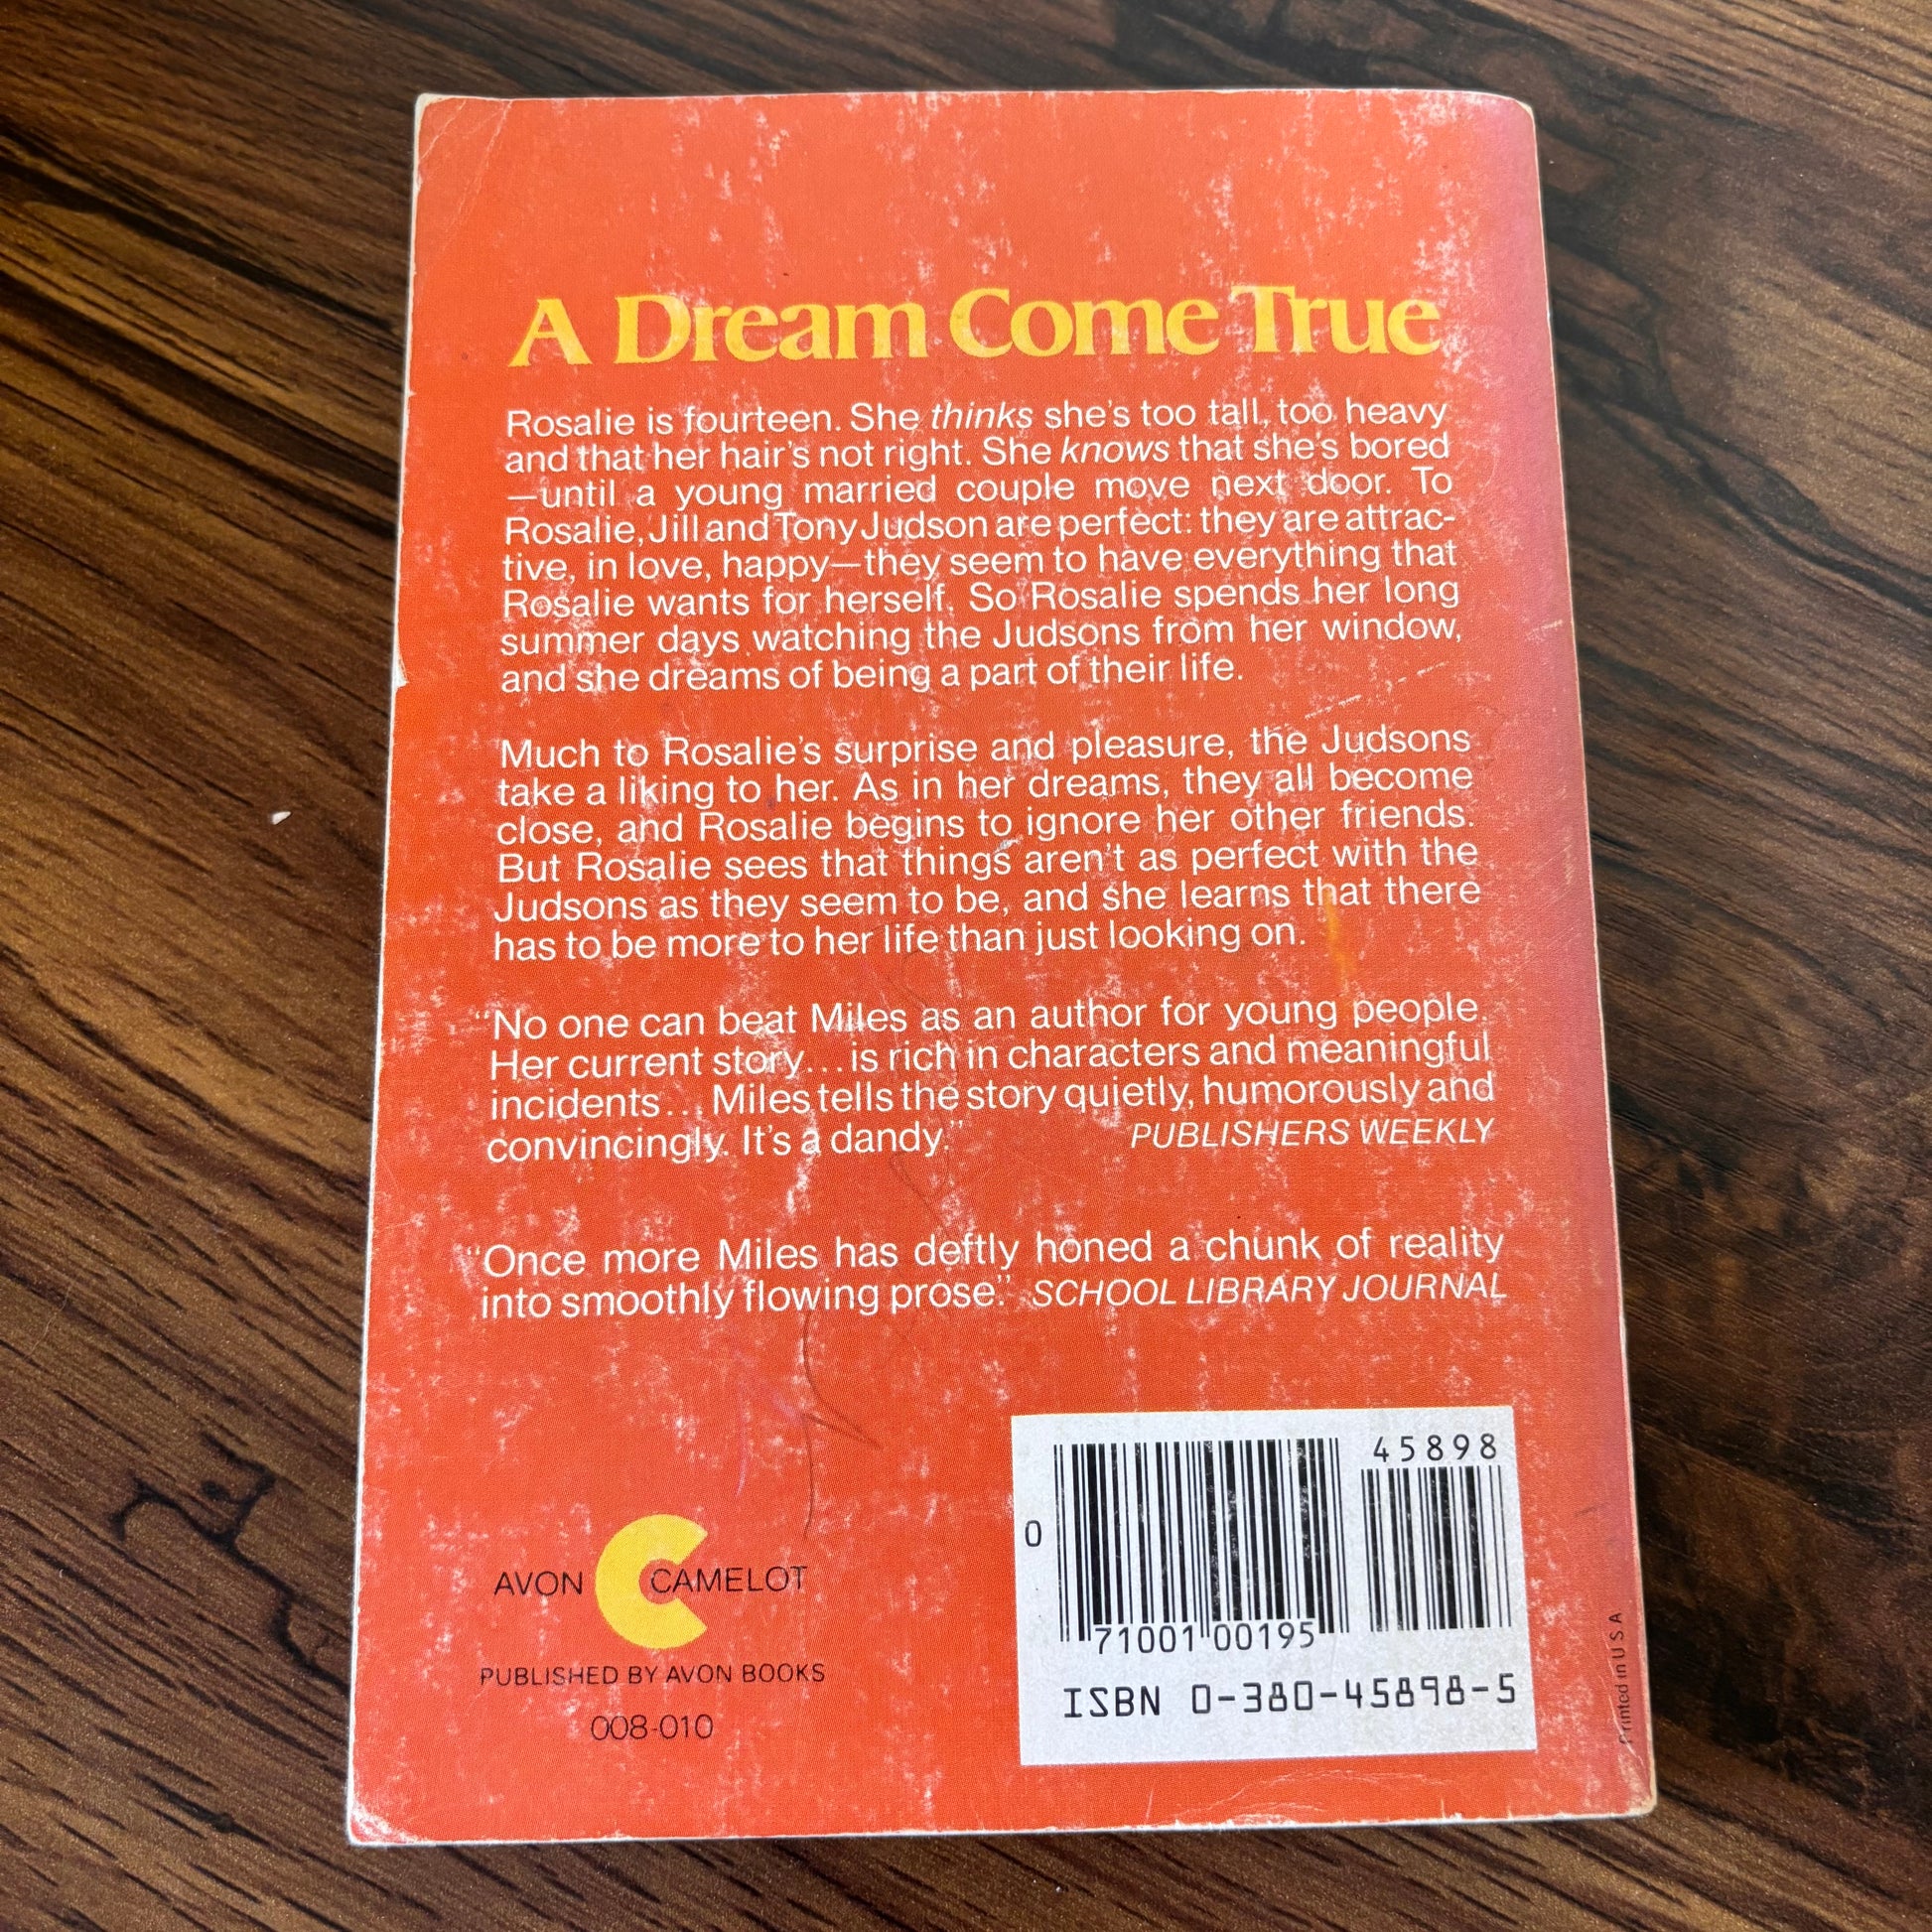 A Dream Come True
Rosalie is fourteen. She thinks she's too tall, too heavy
and that her hair's not right. She knows that she's bored
—until a young married couple move next door. To
Rosalie, Jill and Tony Judson are perfect: they are attrac-
tive, in love, happy—they seem to have everything that
Rosalie wants for herself. So Rosalie spends her long
summer days watching the Judsons from her window,
and she dreams of being a part of their life.
Much to Rosalie's surprise and pleasure, the Judsons
take a liking to her. As in her dreams, they all become
close, and Rosalie begins to ignore her other friends.
But Rosalie sees that things aren't as perfect with the
Judsons as they seem to be, and she learns that there
has to be more to her life than just looking on.
"No one can beat Miles as an author for young people.
Her current story...is rich in characters and meaningful
incidents... Miles tells the story quietly, humorously and
convincingly. It's a dandy." PUBLISHERS WEEKLY
"Once more Miles has deftly honed a chunk of reality
into smoothly flowing prose." SCHOOL LIBRARY JOURNAL
AVON CAMELOT
PUBLISHED BY AVON BOOKS
008-010
45898
0
71001 00195
ISBN 0-380-45898-5
Printed in U S A